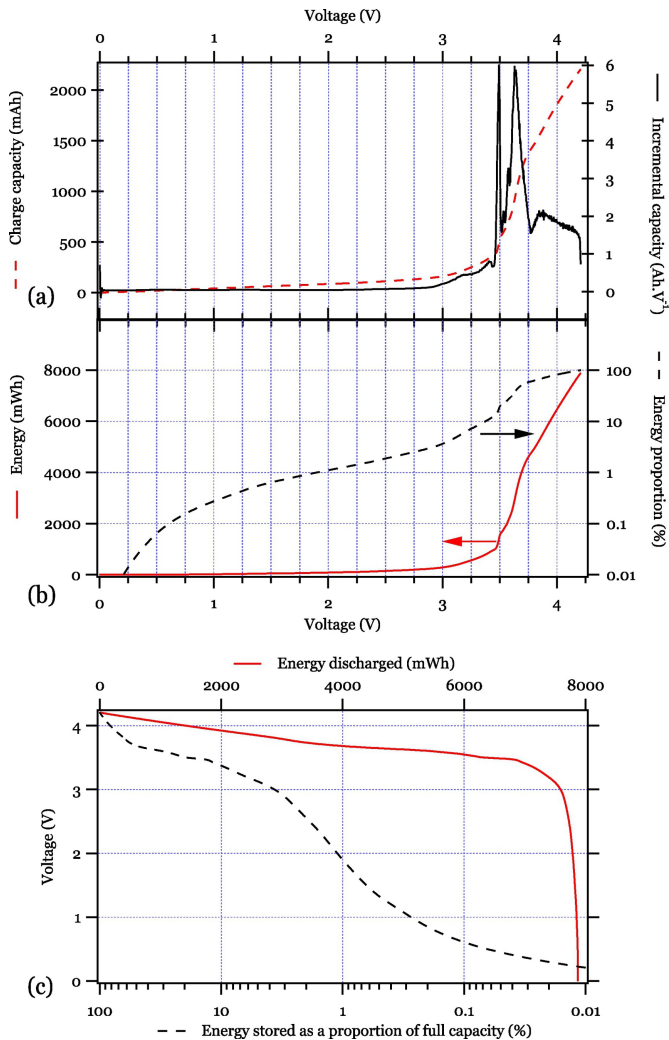 Voltage (V)
0 1 2 3 4
2000
1500
1000
500
0
Charge capacity (mAh)
6
5
4
3
2
1
0
Incremental capacity (Ah.V⁻¹)
(a)
8000
6000
4000
2000
0
Energy (mWh)
100
10
1
0.1
0.01
Energy proportion (%)
(b)
0 1 2 3 4
Voltage (V)
Energy discharged (mWh)
0 2000 4000 6000 8000
4
3
2
1
0
Voltage (V)
(c)
100 10 1 0.1 0.01
Energy stored as a proportion of full capacity (%)